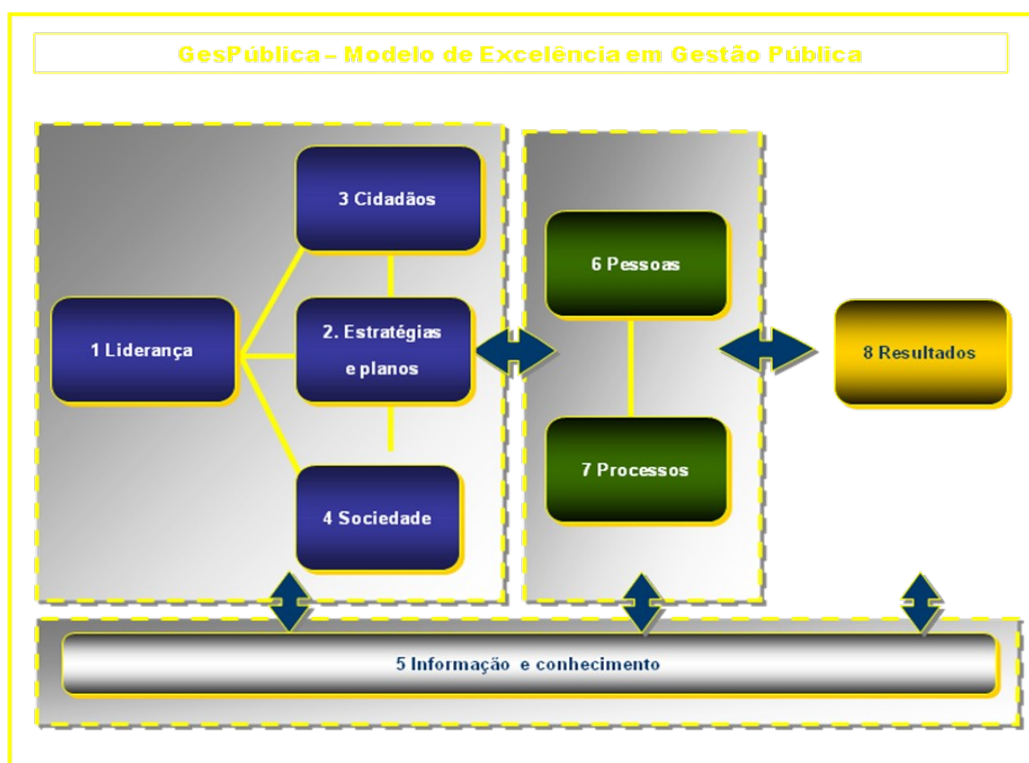 GesPública – Modelo de Excelência em Gestão Pública
3 Cidadãos
6 Pessoas
1 Liderança
2. Estratégias
e planos
8 Resultados
7 Processos
4 Sociedade
5 Informação e conhecimento